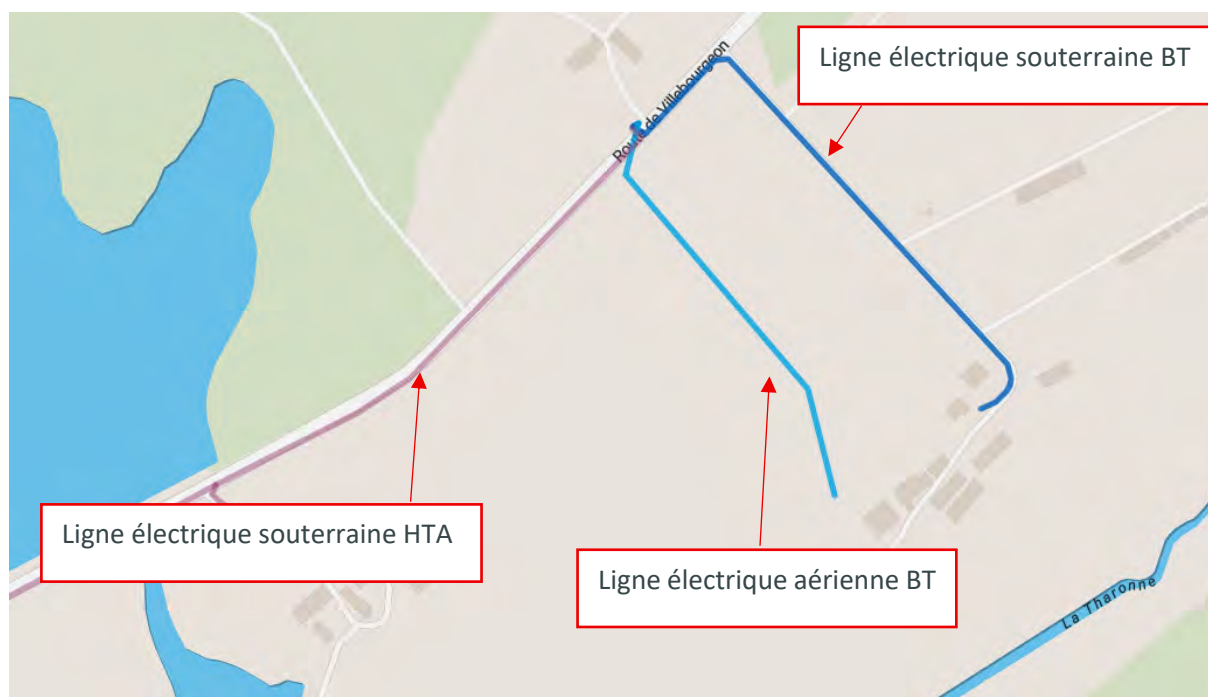 Ligne électrique souterraine BT
Route de Villebourgeon
Ligne électrique souterraine HTA
Ligne électrique aérienne BT
La Tharonne